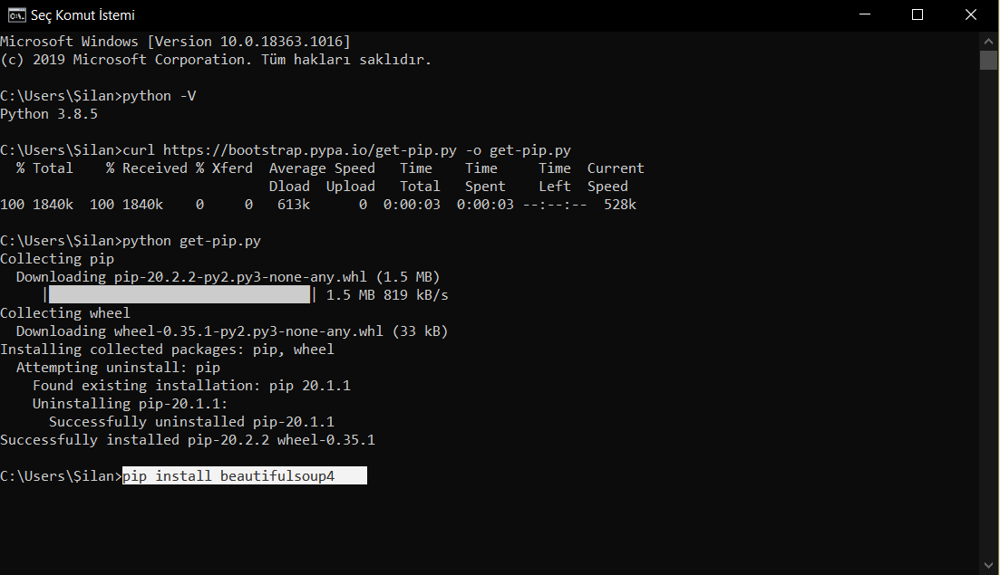 Seç Komut İstemi
Microsoft Windows [Version 10.0.18363.1016]
(c) 2019 Microsoft Corporation. Tüm hakları saklıdır.
C:\Users\Şilan>python -V
Python 3.8.5
C:\Users\Şilan>curl https://bootstrap.pypa.io/get-pip.py -o get-pip.py
  % Total    % Received % Xferd  Average Speed   Time    Time     Time  Current
                                 Dload  Upload   Total   Spent    Left  Speed
100 1840k  100 1840k    0     0   613k      0  0:00:03  0:00:03 --:--:--  528k
C:\Users\Şilan>python get-pip.py
Collecting pip
  Downloading pip-20.2.2-py2.py3-none-any.whl (1.5 MB)
     |████████████████████████████████| 1.5 MB 819 kB/s
Collecting wheel
  Downloading wheel-0.35.1-py2.py3-none-any.whl (33 kB)
Installing collected packages: pip, wheel
  Attempting uninstall: pip
    Found existing installation: pip 20.1.1
    Uninstalling pip-20.1.1:
      Successfully uninstalled pip-20.1.1
Successfully installed pip-20.2.2 wheel-0.35.1
C:\Users\Şilan>pip install beautifulsoup4